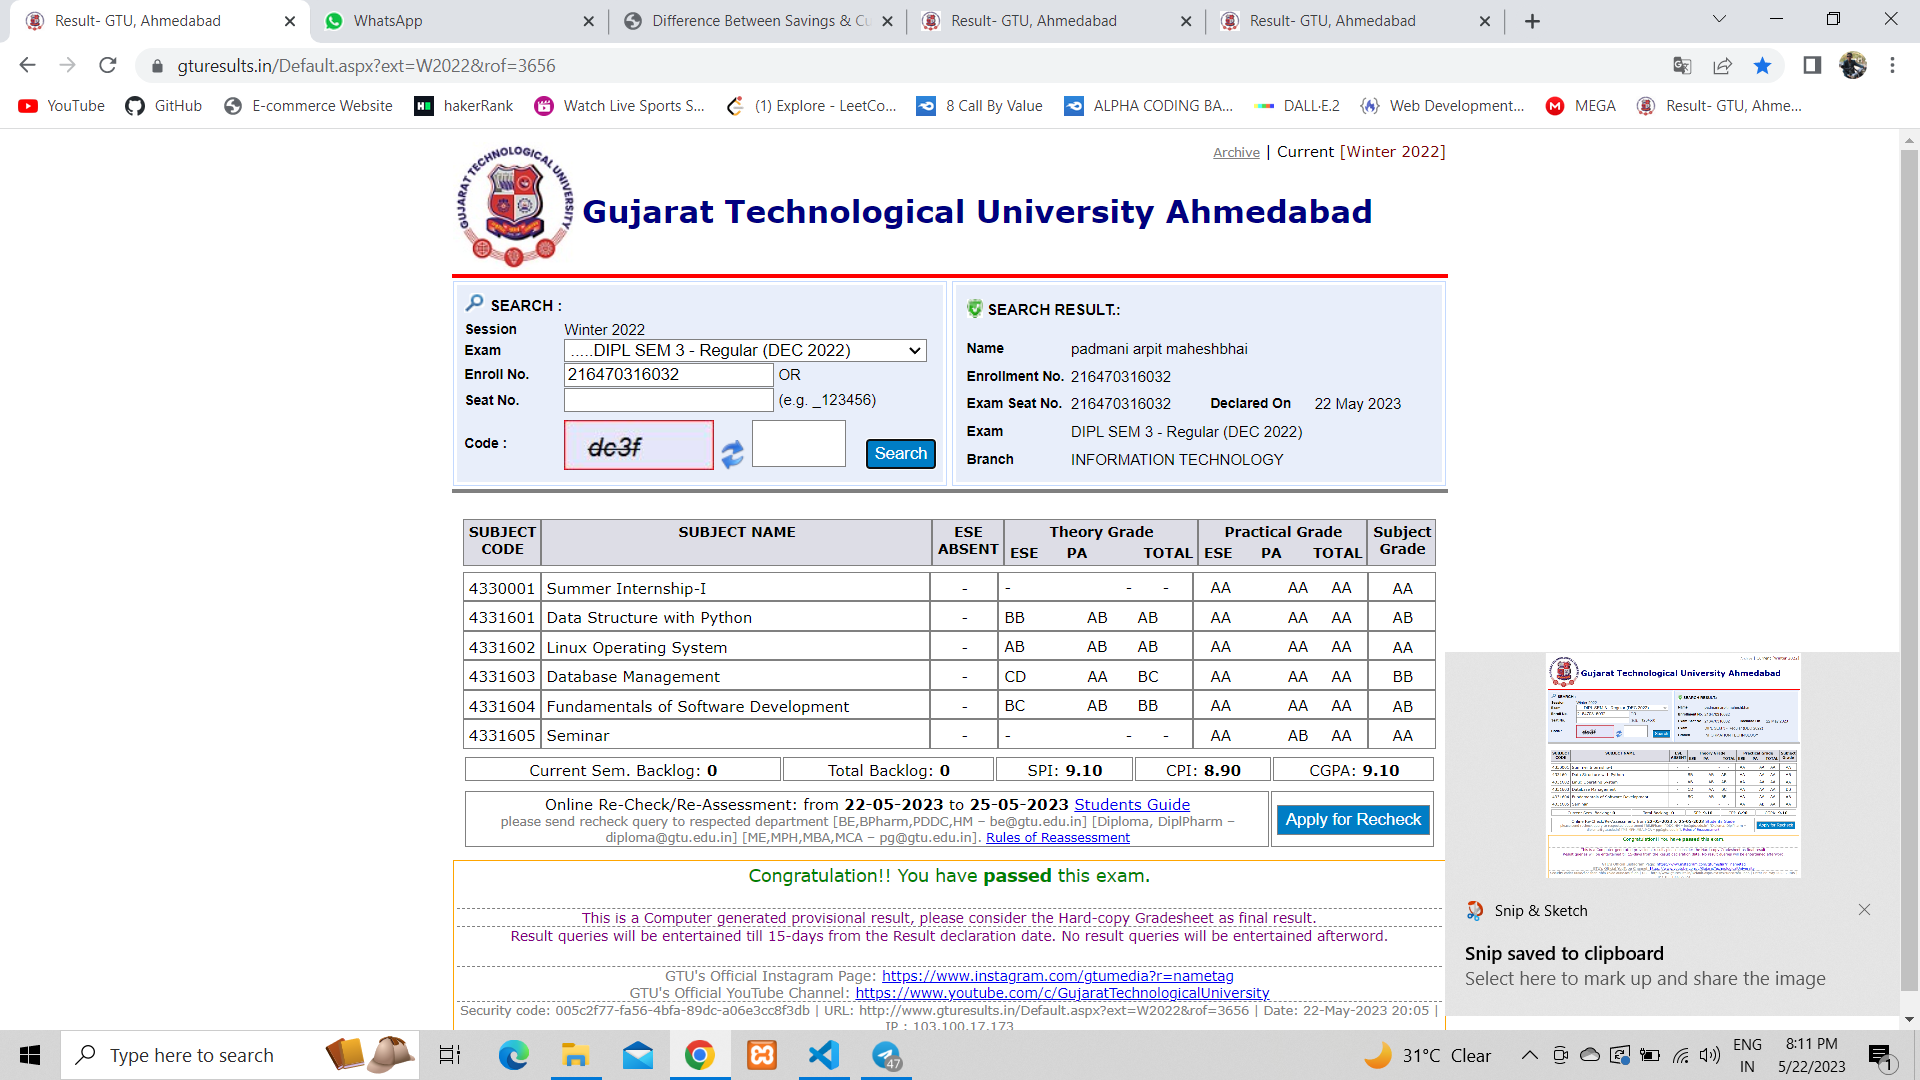 Result- GTU, Ahmedabad
WhatsApp
Difference Between Savings & Cu
Result- GTU, Ahmedabad
Result- GTU, Ahmedabad
gturesults.in/Default.aspx?ext=W2022&rof=3656
YouTube
GitHub
E-commerce Website
hakerRank
Watch Live Sports S...
(1) Explore - LeetCo...
8 Call By Value
ALPHA CODING BA...
DALL·E.2
Web Development...
MEGA
Result- GTU, Ahme...
Archive | Current [Winter 2022]
GUJARAT TECHNOLOGICAL UNIVERSITY
Gujarat Technological University Ahmedabad
SEARCH :
Session Winter 2022
Exam .....DIPL SEM 3 - Regular (DEC 2022)
Enroll No. 216470316032 OR
Seat No. (e.g. _123456)
Code : dc3f Search
SEARCH RESULT.:
Name padmani arpit maheshbhai
Enrollment No. 216470316032
Exam Seat No. 216470316032 Declared On 22 May 2023
Exam DIPL SEM 3 - Regular (DEC 2022)
Branch INFORMATION TECHNOLOGY
SUBJECT CODE SUBJECT NAME ESE ABSENT Theory Grade ESE PA TOTAL Practical Grade ESE PA TOTAL Subject Grade
4330001 Summer Internship-I - - - - AA AA AA AA
4331601 Data Structure with Python - BB AB AB AA AA AA AB
4331602 Linux Operating System - AB AB AB AA AA AA AA
4331603 Database Management - CD AA BC AA AA AA BB
4331604 Fundamentals of Software Development - BC AB BB AA AA AA AB
4331605 Seminar - - - - AA AB AA AA
Current Sem. Backlog: 0 Total Backlog: 0 SPI: 9.10 CPI: 8.90 CGPA: 9.10
Online Re-Check/Re-Assessment: from 22-05-2023 to 25-05-2023 Students Guide
please send recheck query to respected department [BE,BPharm,PDDC,HM – be@gtu.edu.in] [Diploma, DiplPharm –
diploma@gtu.edu.in] [ME,MPH,MBA,MCA – pg@gtu.edu.in]. Rules of Reassessment
Apply for Recheck
Congratulation!! You have passed this exam.
This is a Computer generated provisional result, please consider the Hard-copy Gradesheet as final result.
Result queries will be entertained till 15-days from the Result declaration date. No result queries will be entertained afterword.
GTU's Official Instagram Page: https://www.instagram.com/gtumedia?r=nametag
GTU's Official YouTube Channel: https://www.youtube.com/c/GujaratTechnologicalUniversity
Security code: 005c2f77-fa56-4bfa-89dc-a06e3cc8f3db | URL: http://www.gturesults.in/Default.aspx?ext=W2022&rof=3656 | Date: 22-May-2023 20:05 |
IP : 103.100.17.173
Gujarat Technological University Ahmedabad
Apply for Recheck
Congratulation!! You have passed this exam.
Snip & Sketch
Snip saved to clipboard
Select here to mark up and share the image
Type here to search
47
31°C Clear
ENG
IN
8:11 PM
5/22/2023
1